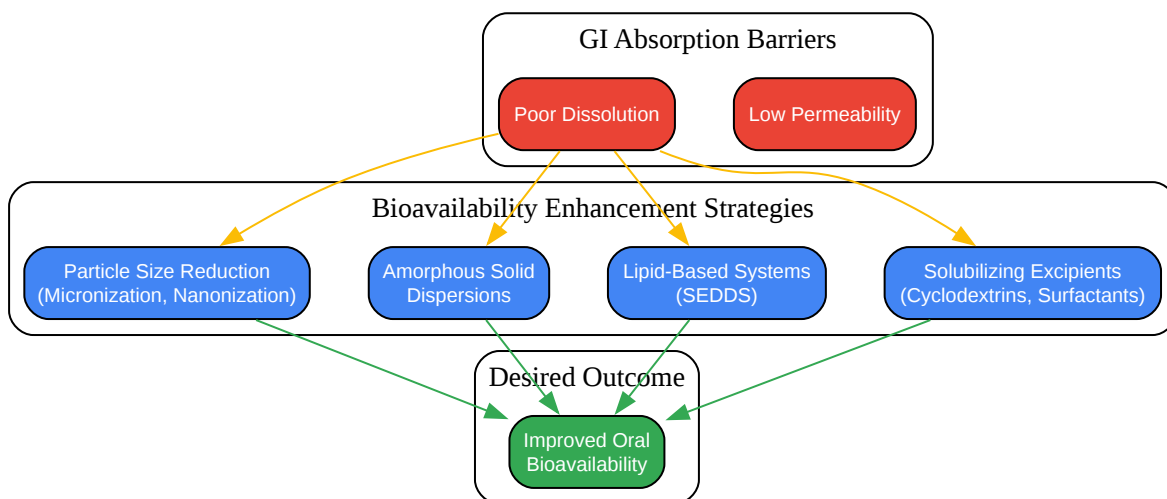 GI Absorption Barriers
Poor Dissolution
Low Permeability
Bioavailability Enhancement Strategies
Particle Size Reduction
(Micronization, Nanonization)
Amorphous Solid
Dispersions
Lipid-Based Systems
(SEDDS)
Solubilizing Excipients
(Cyclodextrins, Surfactants)
Desired Outcome
Improved Oral
Bioavailability